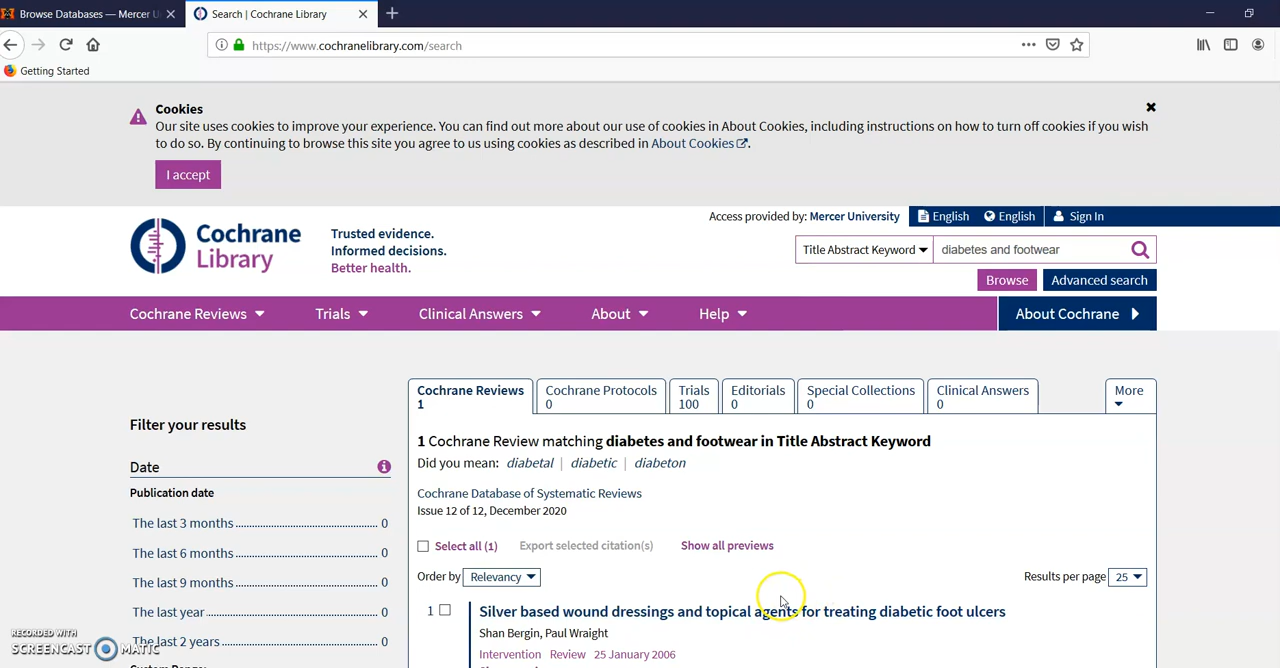 Browse Databases — Mercer U
Search | Cochrane Library
https://www.cochranelibrary.com/search
Getting Started
Cookies
Our site uses cookies to improve your experience. You can find out more about our use of cookies in About Cookies, including instructions on how to turn off cookies if you wish
to do so. By continuing to browse this site you agree to us using cookies as described in About Cookies.
I accept
Access provided by: Mercer University
English
English
Sign In
Cochrane
Library
Trusted evidence.
Informed decisions.
Better health.
Title Abstract Keyword
diabetes and footwear
Browse
Advanced search
Cochrane Reviews
Trials
Clinical Answers
About
Help
About Cochrane
Cochrane Reviews
1
Cochrane Protocols
0
Trials
100
Editorials
0
Special Collections
0
Clinical Answers
0
More
Filter your results
1 Cochrane Review matching diabetes and footwear in Title Abstract Keyword
Did you mean: diabetal | diabetic | diabeton
Date
Publication date
Cochrane Database of Systematic Reviews
Issue 12 of 12, December 2020
The last 3 months 0
The last 6 months 0
The last 9 months 0
The last year 0
The last 2 years 0
Select all (1)
Export selected citation(s)
Show all previews
Order by
Relevancy
Results per page
25
1
Silver based wound dressings and topical agents for treating diabetic foot ulcers
Shan Bergin, Paul Wraight
Intervention Review 25 January 2006
RECORDED WITH
SCREENCAST MATIC